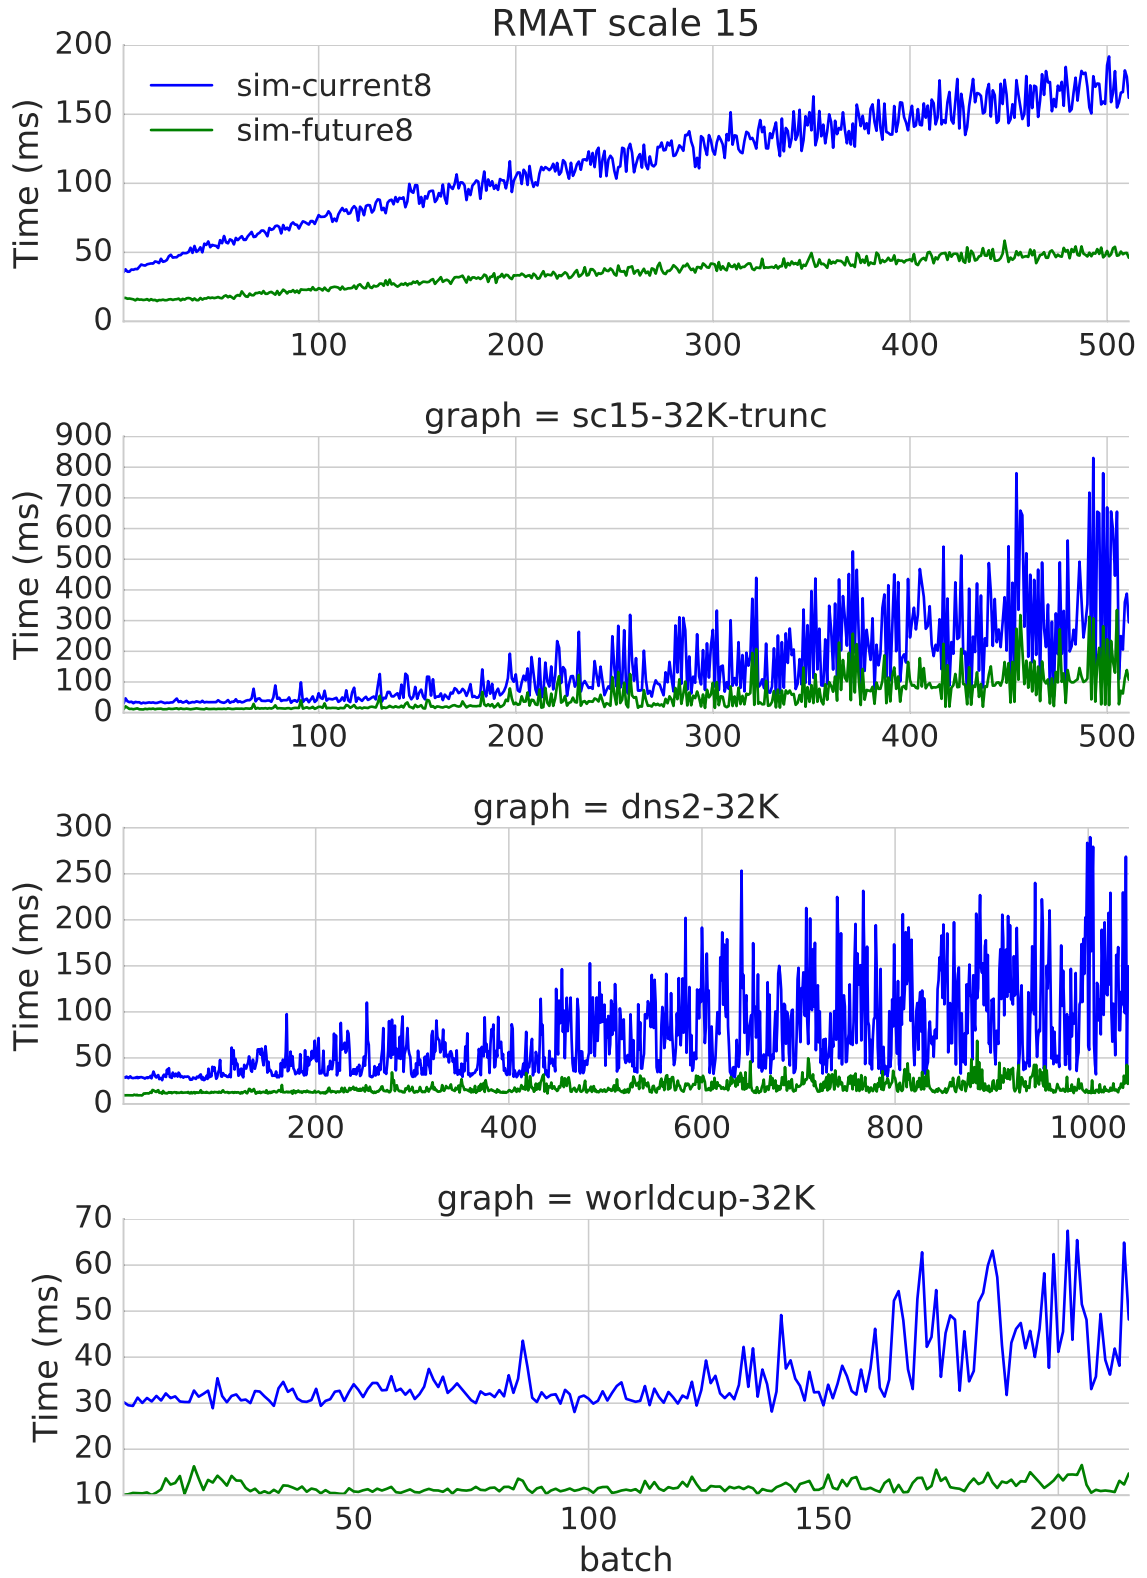 RMAT scale 15
200
150
100
50
0
Time (ms)
sim-current8
sim-future8
100 200 300 400 500
graph = sc15-32K-trunc
900
800
700
600
500
400
300
200
100
0
Time (ms)
100 200 300 400 500
graph = dns2-32K
300
250
200
150
100
50
0
Time (ms)
200 400 600 800 1000
graph = worldcup-32K
70
60
50
40
30
20
10
Time (ms)
50 100 150 200
batch